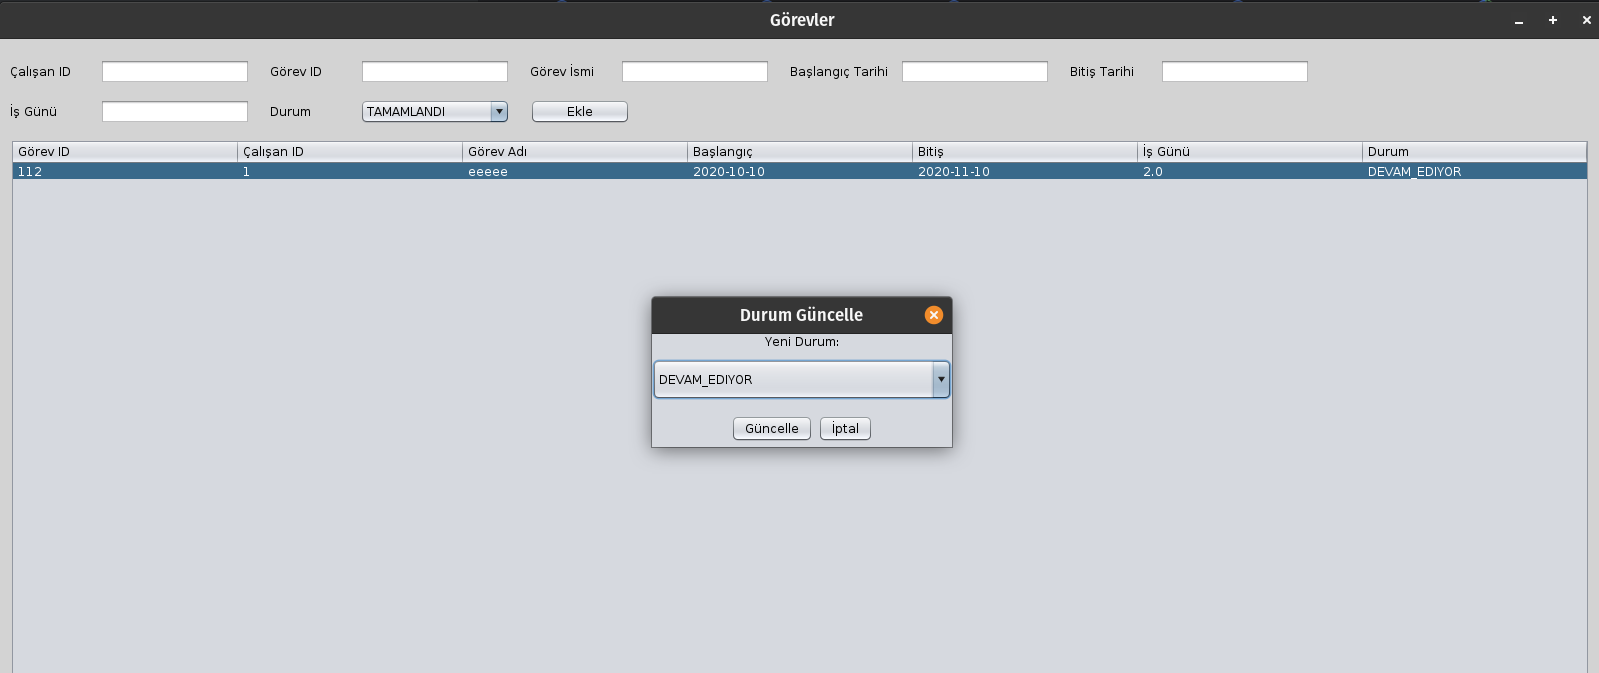 Görevler
Çalışan ID Görev ID Görev İsmi Başlangıç Tarihi Bitiş Tarihi
İş Günü Durum TAMAMLANDI Ekle
Görev ID Çalışan ID Görev Adı Başlangıç Bitiş İş Günü Durum
112 1 eeeee 2020-10-10 2020-11-10 2.0 DEVAM_EDIYOR
Durum Güncelle
Yeni Durum:
DEVAM_EDIYOR
Güncelle İptal